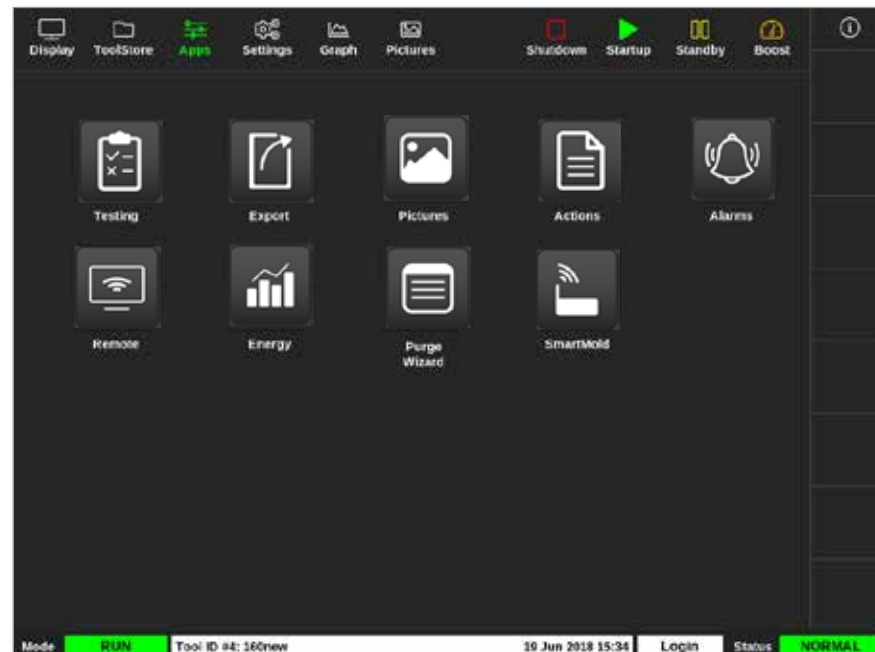 Display ToolStore Apps Settings Graph Pictures Shutdown Startup Standby Boost
Testing Export Pictures Actions Alarms
Remote Energy Purge Wizard SmartMold
Mode RUN Tool ID #4: 160new 19 Jun 2018 15:34 Login Status NORMAL